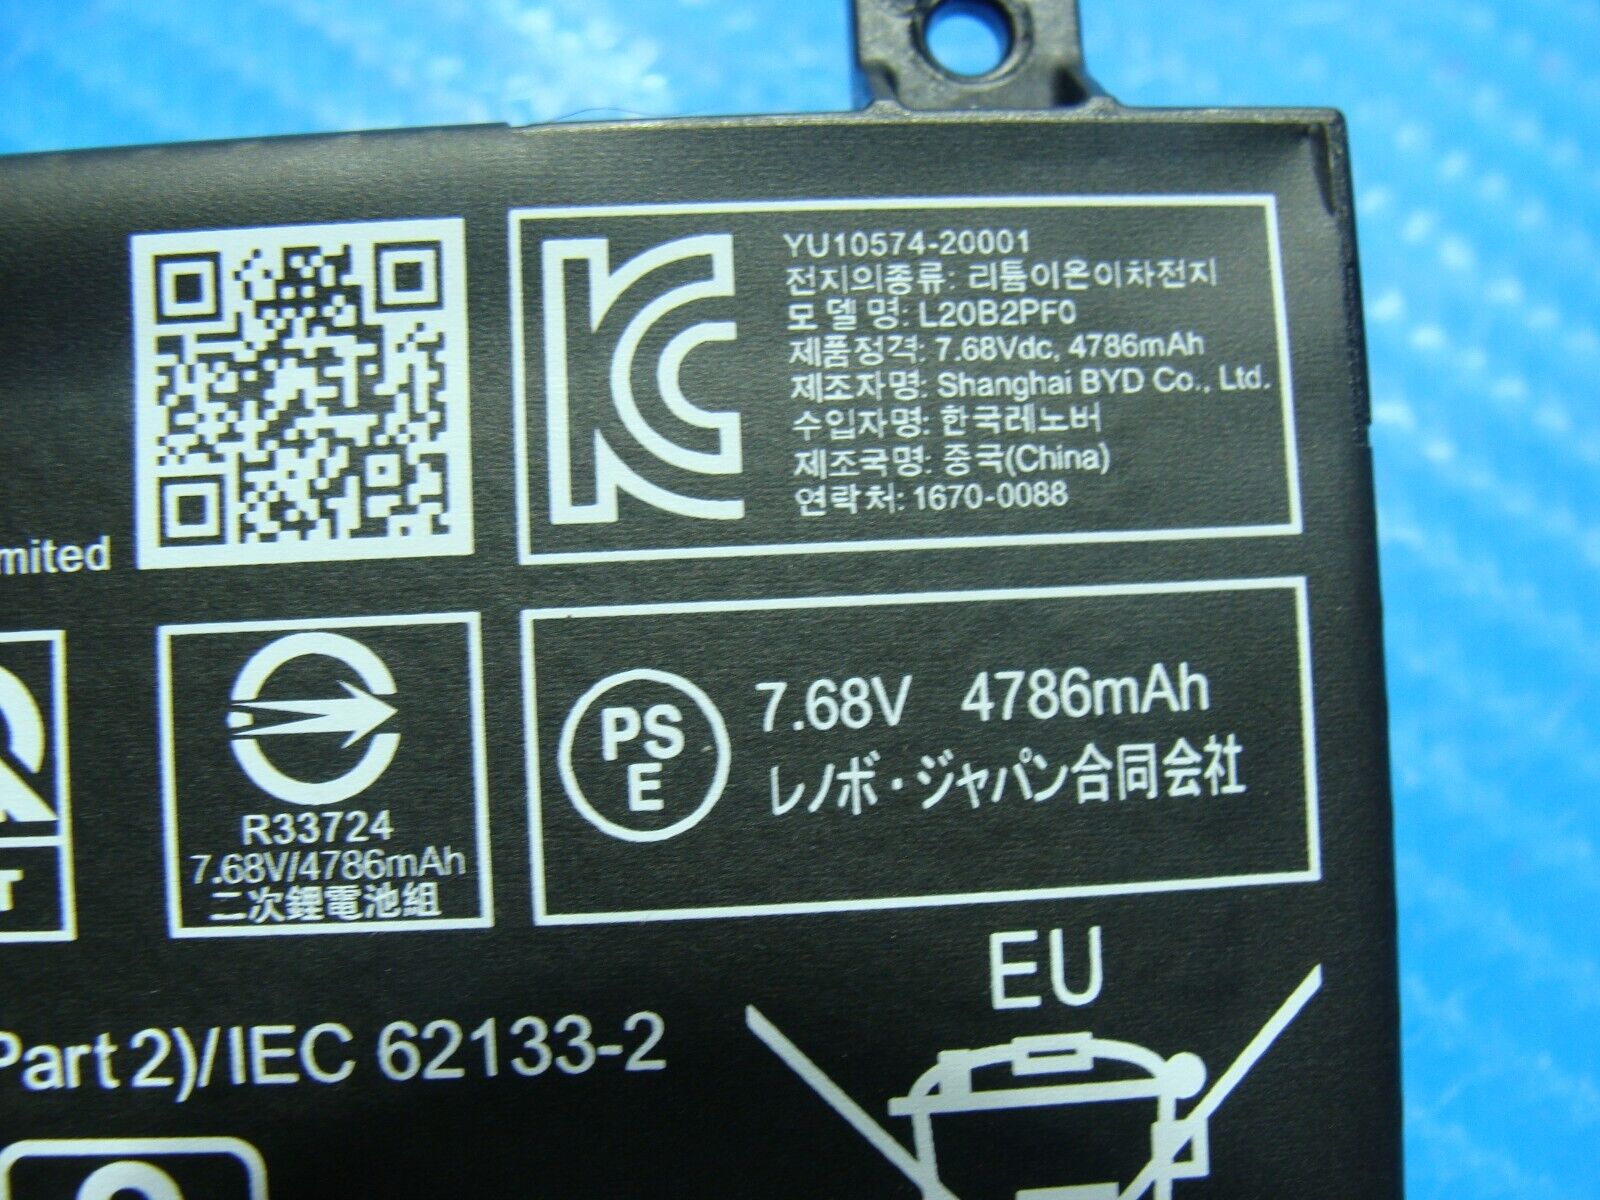 YU10574-20001
전지의종류: 리튬이온이차전지
모델명: L20B2PF0
제품정격: 7.68Vdc, 4786mAh
제조자명: Shanghai BYD Co., Ltd.
수입자명: 한국레노버
제조국명: 중국(China)
연락처: 1670-0088
mited
R33724
7.68V/4786mAh
二次鋰電池組
PS
E
7.68V 4786mAh
レノボ・ジャパン合同会社
T
EU
Part 2)/IEC 62133-2